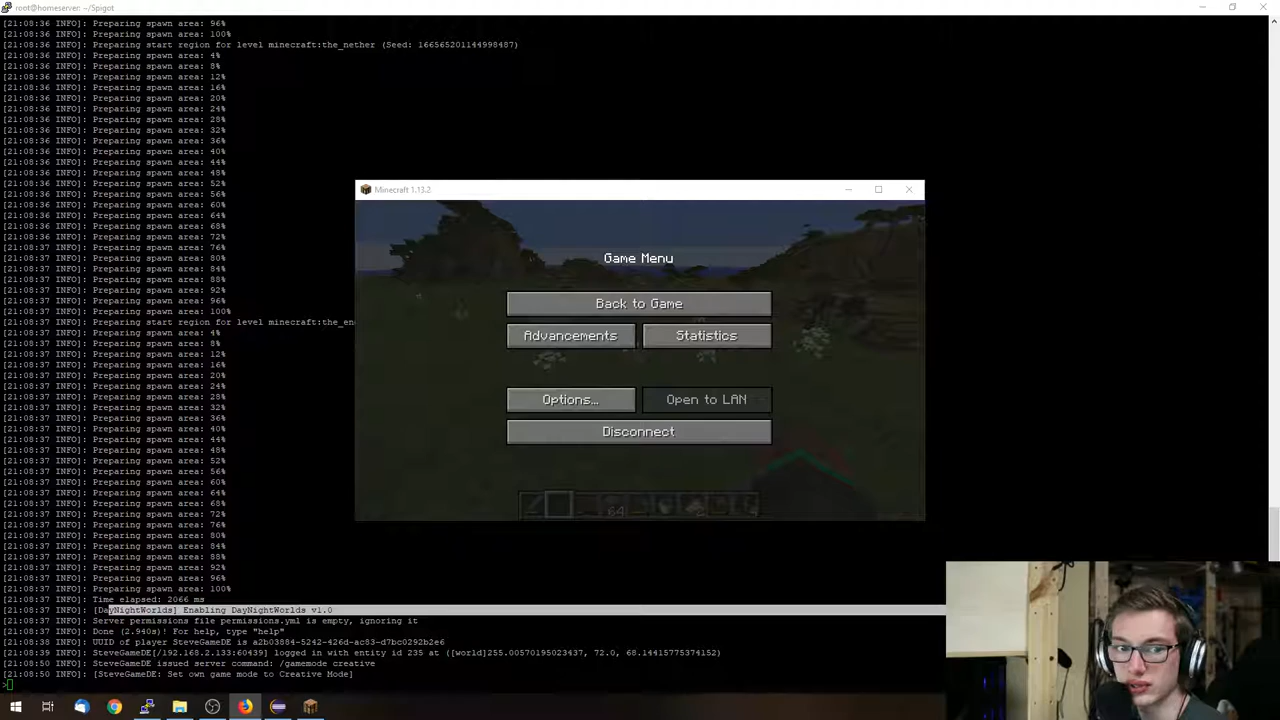 root@homeserver: ~/Spigot
[21:08:36 INFO]: Preparing spawn area: 96%
[21:08:36 INFO]: Preparing spawn area: 100%
[21:08:36 INFO]: Preparing start region for level minecraft:the_nether (Seed: 166565201144998487)
[21:08:36 INFO]: Preparing spawn area: 4%
[21:08:36 INFO]: Preparing spawn area: 8%
[21:08:36 INFO]: Preparing spawn area: 12%
[21:08:36 INFO]: Preparing spawn area: 16%
[21:08:36 INFO]: Preparing spawn area: 20%
[21:08:36 INFO]: Preparing spawn area: 24%
[21:08:36 INFO]: Preparing spawn area: 28%
[21:08:36 INFO]: Preparing spawn area: 32%
[21:08:36 INFO]: Preparing spawn area: 36%
[21:08:36 INFO]: Preparing spawn area: 40%
[21:08:36 INFO]: Preparing spawn area: 44%
[21:08:36 INFO]: Preparing spawn area: 48%
[21:08:36 INFO]: Preparing spawn area: 52%
[21:08:36 INFO]: Preparing spawn area: 56%
[21:08:36 INFO]: Preparing spawn area: 60%
[21:08:36 INFO]: Preparing spawn area: 64%
[21:08:36 INFO]: Preparing spawn area: 68%
[21:08:37 INFO]: Preparing spawn area: 72%
[21:08:37 INFO]: Preparing spawn area: 76%
[21:08:37 INFO]: Preparing spawn area: 80%
[21:08:37 INFO]: Preparing spawn area: 84%
[21:08:37 INFO]: Preparing spawn area: 88%
[21:08:37 INFO]: Preparing spawn area: 92%
[21:08:37 INFO]: Preparing spawn area: 96%
[21:08:37 INFO]: Preparing spawn area: 100%
[21:08:37 INFO]: Preparing start region for level minecraft:the_en
[21:08:37 INFO]: Preparing spawn area: 4%
[21:08:37 INFO]: Preparing spawn area: 8%
[21:08:37 INFO]: Preparing spawn area: 12%
[21:08:37 INFO]: Preparing spawn area: 16%
[21:08:37 INFO]: Preparing spawn area: 20%
[21:08:37 INFO]: Preparing spawn area: 24%
[21:08:37 INFO]: Preparing spawn area: 28%
[21:08:37 INFO]: Preparing spawn area: 32%
[21:08:37 INFO]: Preparing spawn area: 36%
[21:08:37 INFO]: Preparing spawn area: 40%
[21:08:37 INFO]: Preparing spawn area: 44%
[21:08:37 INFO]: Preparing spawn area: 48%
[21:08:37 INFO]: Preparing spawn area: 52%
[21:08:37 INFO]: Preparing spawn area: 56%
[21:08:37 INFO]: Preparing spawn area: 60%
[21:08:37 INFO]: Preparing spawn area: 64%
[21:08:37 INFO]: Preparing spawn area: 68%
[21:08:37 INFO]: Preparing spawn area: 72%
[21:08:37 INFO]: Preparing spawn area: 76%
[21:08:37 INFO]: Preparing spawn area: 80%
[21:08:37 INFO]: Preparing spawn area: 84%
[21:08:37 INFO]: Preparing spawn area: 88%
[21:08:37 INFO]: Preparing spawn area: 92%
[21:08:37 INFO]: Preparing spawn area: 96%
[21:08:37 INFO]: Preparing spawn area: 100%
[21:08:37 INFO]: Time elapsed: 2066 ms
[21:08:37 INFO]: [DayNightWorlds] Enabling DayNightWorlds v1.0
[21:08:37 INFO]: Server permissions file permissions.yml is empty, ignoring it
[21:08:37 INFO]: Done (2.940s)! For help, type "help"
[21:08:38 INFO]: UUID of player SteveGameDE is a2b03884-5242-426d-ac83-d7bc0292b2e6
[21:08:39 INFO]: SteveGameDE[/192.168.2.133:60439] logged in with entity id 235 at ([world]255.00570195023437, 72.0, 68.14415775374152)
[21:08:50 INFO]: SteveGameDE issued server command: /gamemode creative
[21:08:50 INFO]: [SteveGameDE: Set own game mode to Creative Mode]
>
Minecraft 1.13.2
Game Menu
Back to Game
Advancements
Statistics
Options...
Open to LAN
Disconnect
64
2